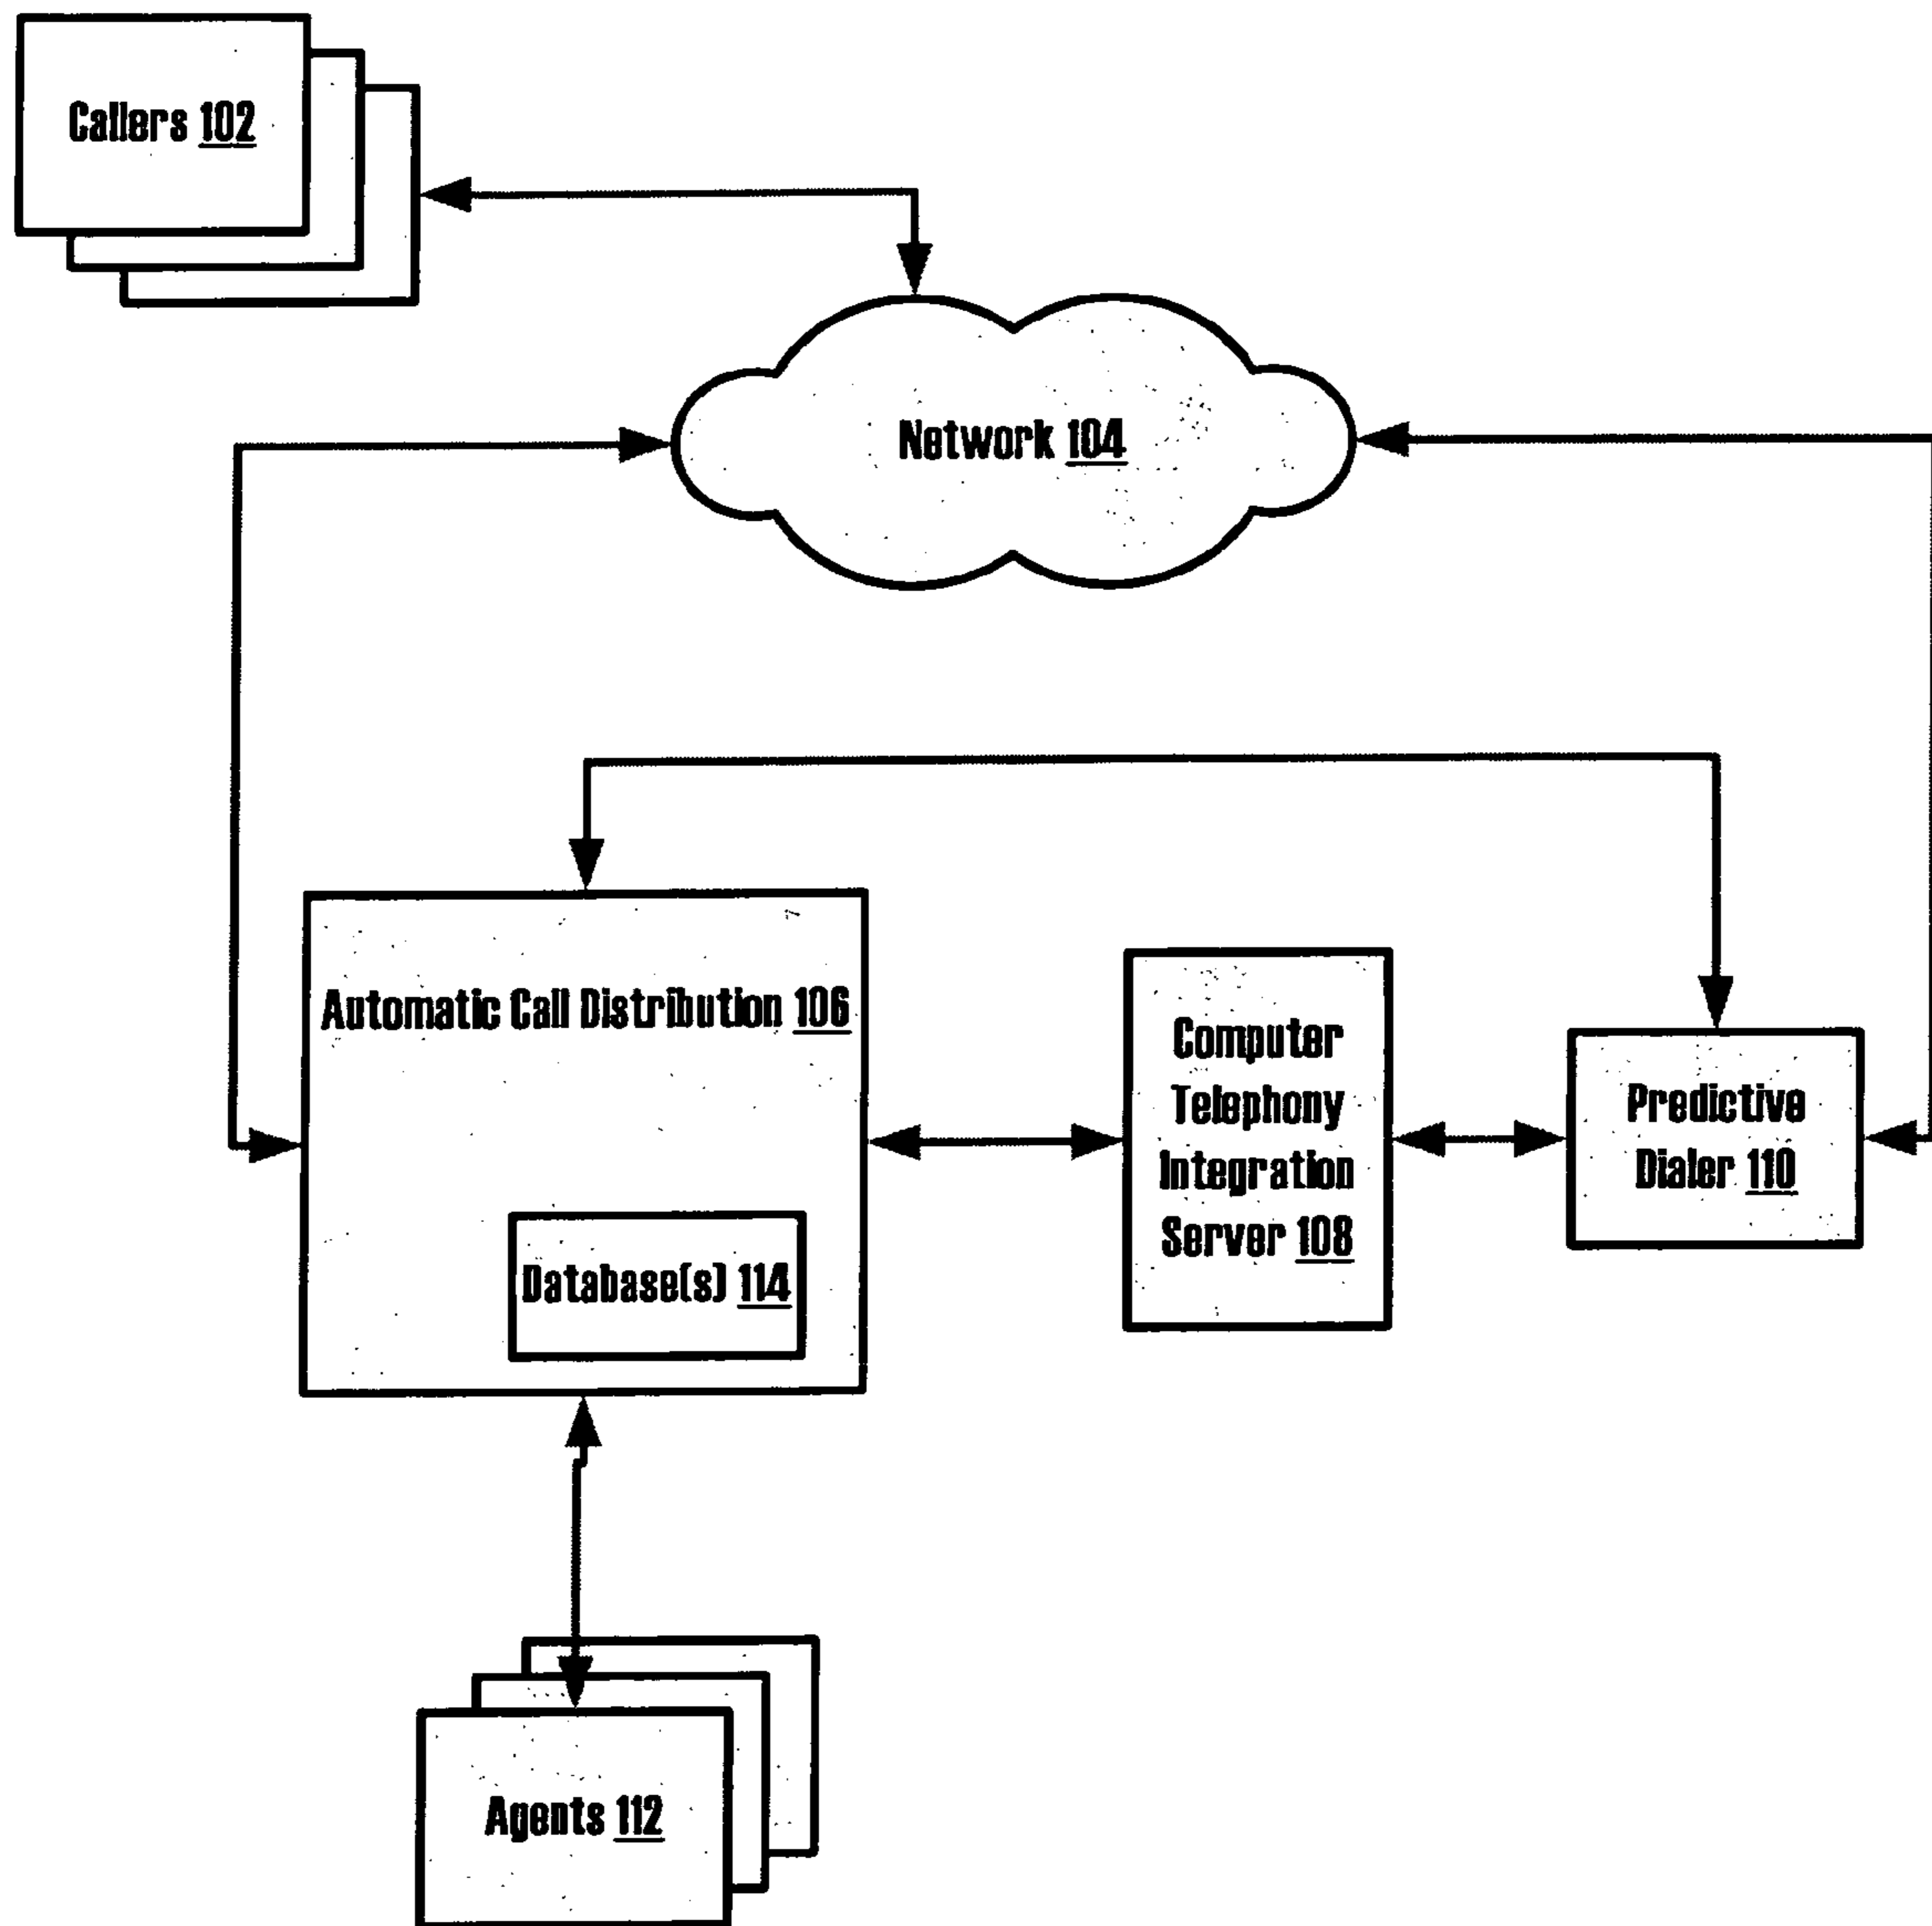 Callers 102
Network 104
Automatic Call Distribution 106
Computer
Telephony
Integration
Server 108
Predictive
Dialer 110
Database(s) 114
Agents 112